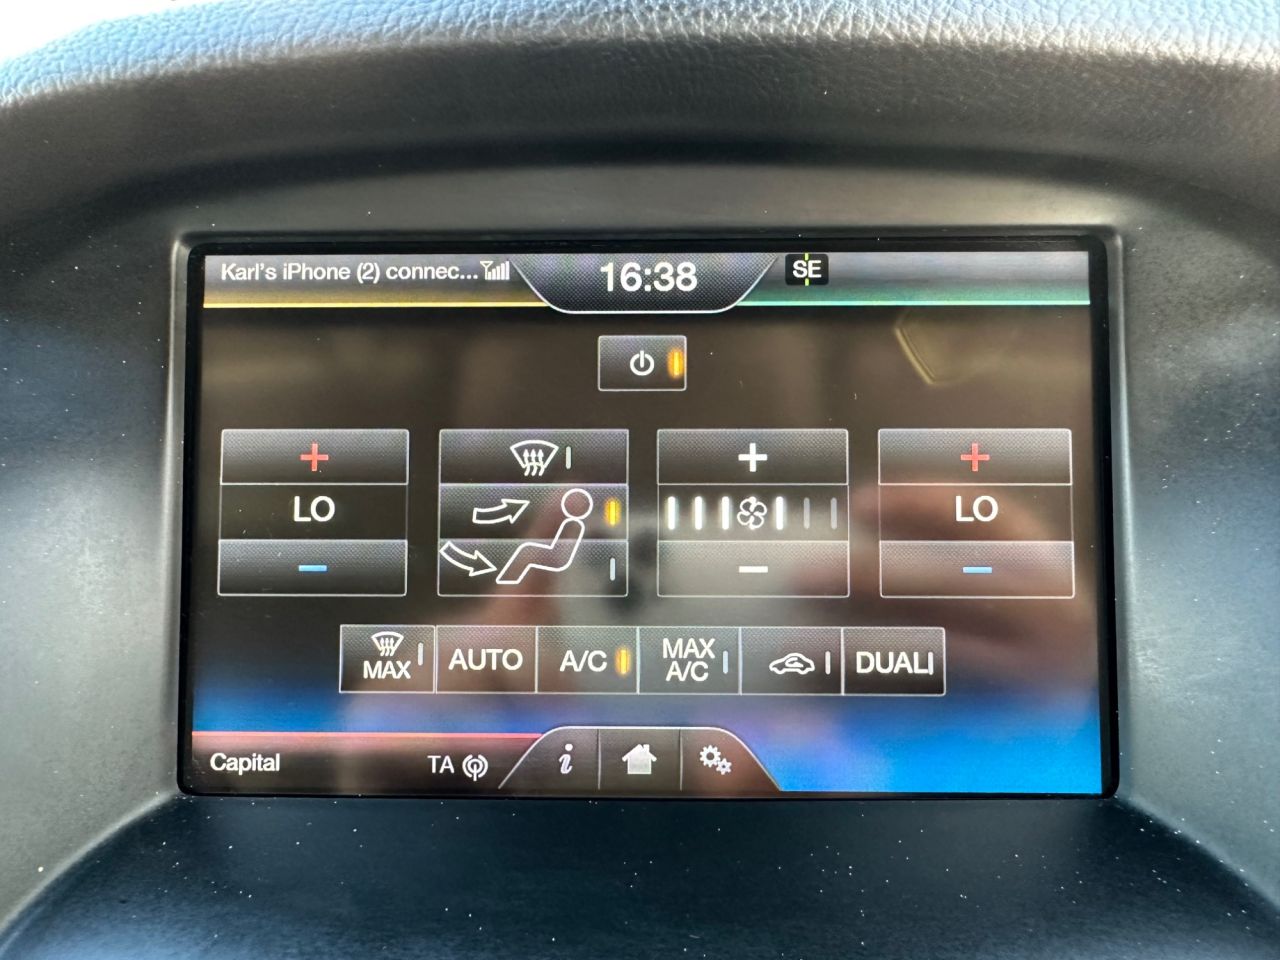 Karl's iPhone (2) connec...
16:38
SE
LO
LO
MAX
AUTO
A/C
MAX A/C
DUAL
Capital
TA
i